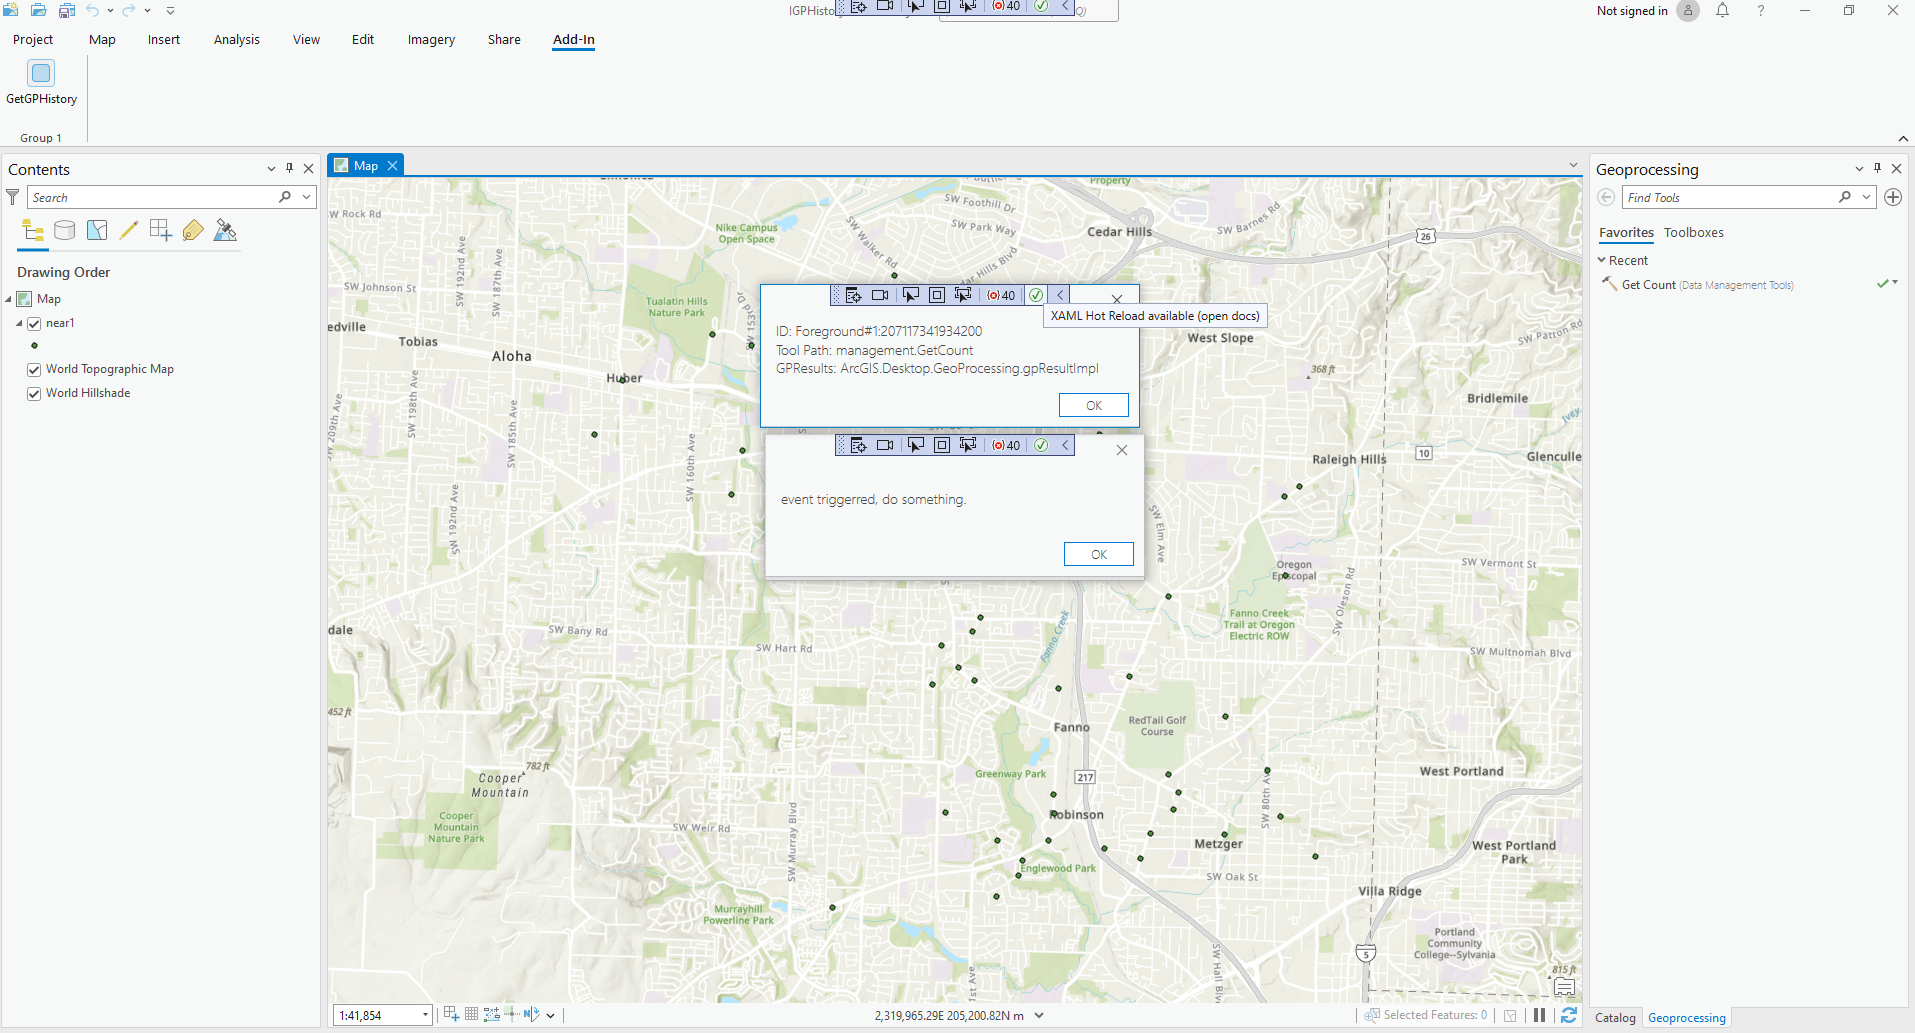 IGPHisto
40
Not signed in
?
Project
Map
Insert
Analysis
View
Edit
Imagery
Share
Add-In
GetGPHistory
Group 1
Contents
Search
Drawing Order
Map
near1
World Topographic Map
World Hillshade
Map
Geoprocessing
Find Tools
Favorites
Toolboxes
Recent
Get Count (Data Management Tools)
40
XAML Hot Reload available (open docs)
ID: Foreground#1:207117341934200
Tool Path: management.GetCount
GPResults: ArcGIS.Desktop.GeoProcessing.gpResultImpl
OK
40
event triggerred, do something.
OK
Property
SW Rock Rd
SW Foothill Dr
SW Park Way
SW Barnes Rd
Cedar Hills
26
Nike Campus
Open Space
SW Walker Rd
SW 192nd Ave
SW 187th Ave
SW Johnson St
Tualatin Hills
Nature Park
edville
Tobias
Aloha
Huber
West Slope
368 ft
Bridlemile
SW 198th Ave
SW 185th Ave
SW 160th Ave
Raleigh Hills
10
Glenculle
SW 192nd Ave
SW Elm Ave
Oregon
Episcopal
SW Vermont St
SW Oleson Rd
Fanno Creek
Trail at Oregon
Electric ROW
dale
SW Bany Rd
SW Hart Rd
Fanno Creek
SW Multnomah Blvd
452 ft
Fanno
RedTail Golf
Course
782 ft
Cooper
Mountain
Greenway Park
217
West Portland
SW 80th Ave
Cooper
Mountain
Nature Park
SW Weir Rd
SW Murray Blvd
Robinson
Metzger
West Portland
Park
Englewood Park
SW Oak St
Villa Ridge
Murrayhill
Powerline Park
Portland
Community
College--Sylvania
5
SW Hall Blv
1st Ave
815 ft
1:41,854
2,319,965.29E 205,200.82N m
Selected Features: 0
Catalog
Geoprocessing